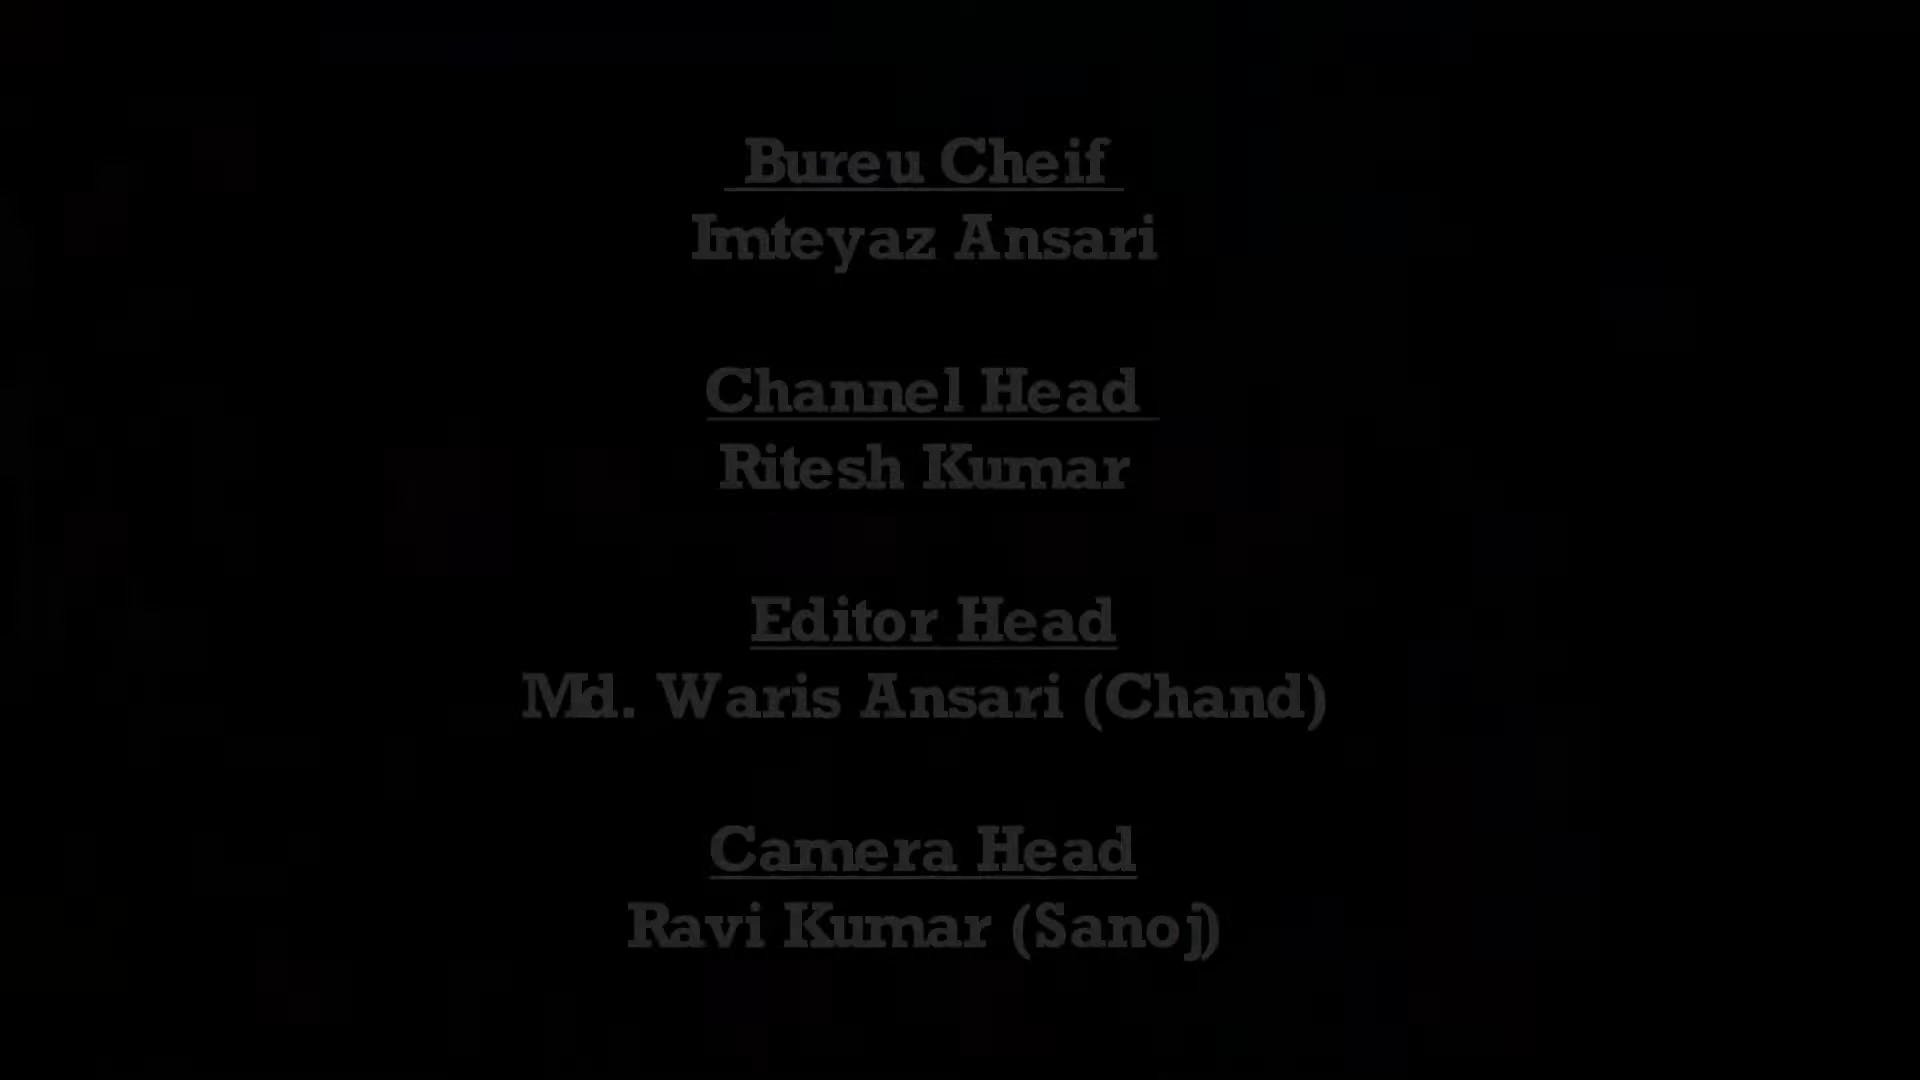 Bureu Cheif
Imteyaz Ansari
Channel Head
Ritesh Kumar
Editor Head
Md. Waris Ansari (Chand)
Camera Head
Ravi Kumar (Sanoj)